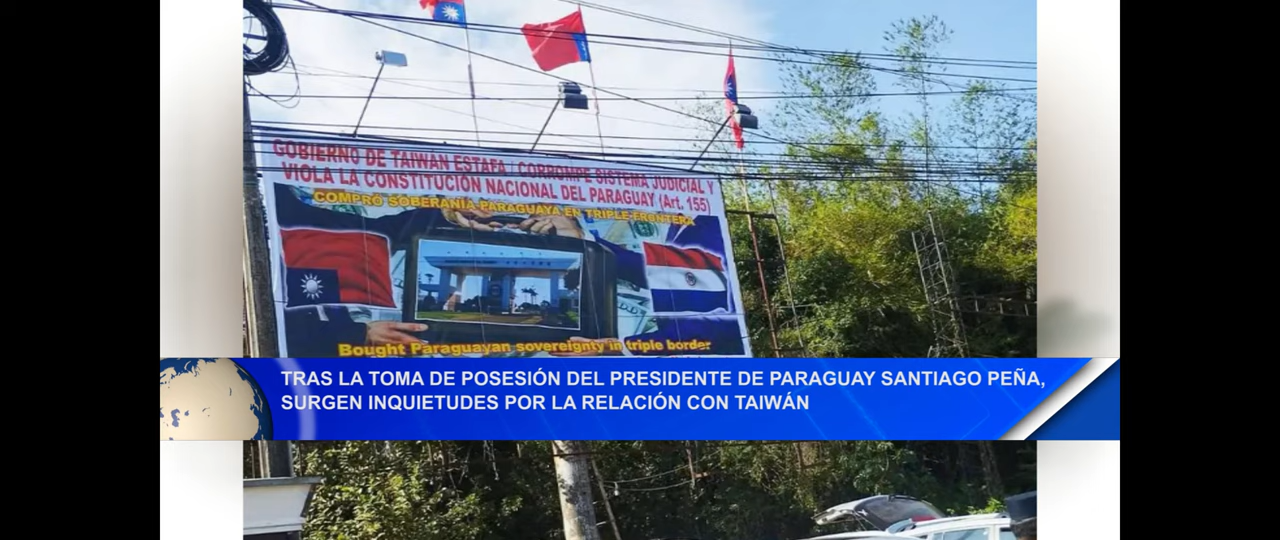 GOBIERNO DE TAIWAN ESTAFA / CORROMPE SISTEMA JUDICIAL Y
VIOLA LA CONSTITUCIÓN NACIONAL DEL PARAGUAY (Art. 155)
COMPRÓ SOBERANÍA PARAGUAYA EN TRIPLE FRONTERA
Bought Paraguayan sovereignty in triple border
TRAS LA TOMA DE POSESIÓN DEL PRESIDENTE DE PARAGUAY SANTIAGO PEÑA,
SURGEN INQUIETUDES POR LA RELACIÓN CON TAIWÁN